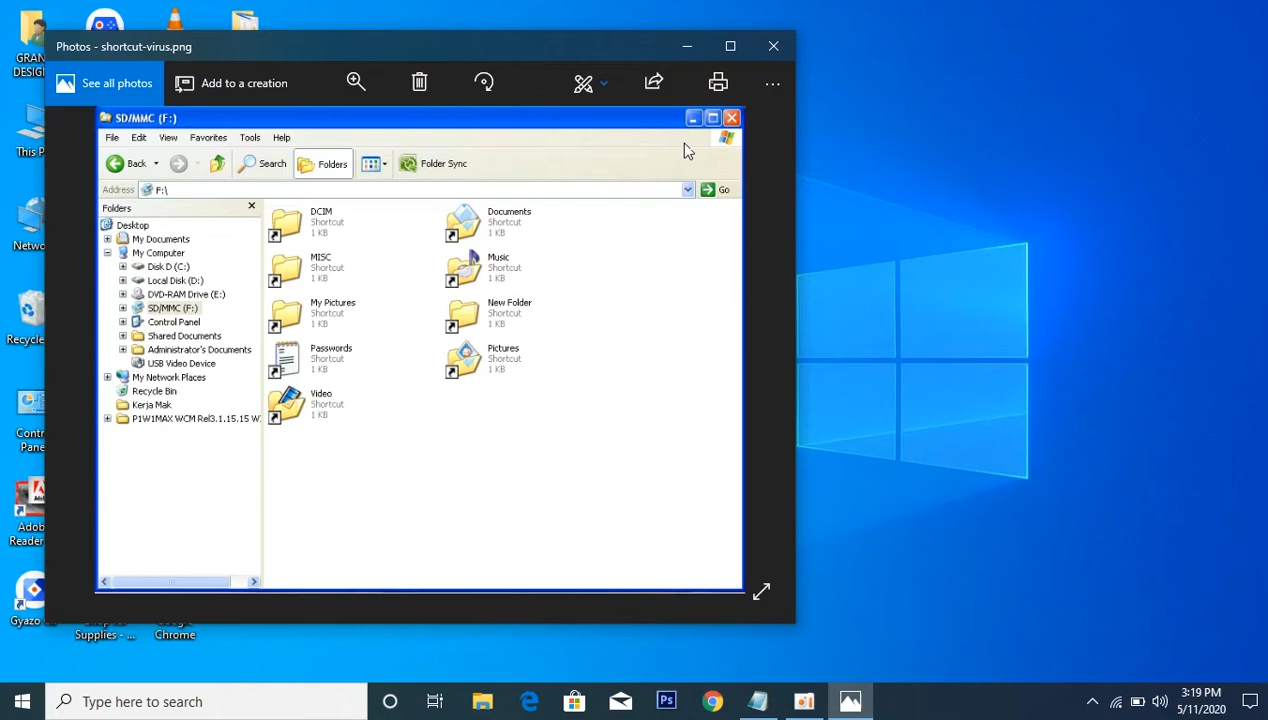 GRAN
DESIG
Photos - shortcut-virus.png
See all photos
Add to a creation
SD/MMC (F:)
File Edit View Favorites Tools Help
Back Search Folders Folder Sync
Address F:\ Go
Folders
Desktop
My Documents
My Computer
Disk D (C:)
Local Disk (D:)
DVD-RAM Drive (E:)
SD/MMC (F:)
Control Panel
Shared Documents
Administrator's Documents
USB Video Device
My Network Places
Recycle Bin
Kerja Mak
P1W1MAX WCM Rel3.1.15.15 W
DCIM
Shortcut
1 KB
Documents
Shortcut
1 KB
MISC
Shortcut
1 KB
Music
Shortcut
1 KB
My Pictures
Shortcut
1 KB
New Folder
Shortcut
1 KB
Passwords
Shortcut
1 KB
Pictures
Shortcut
1 KB
Video
Shortcut
1 KB
This P
Netwo
Recycle
Contr
Pane
Adob
Reader
Gyazo
Supplies - ...
Google
Chrome
Type here to search
Ps
3:19 PM
5/11/2020